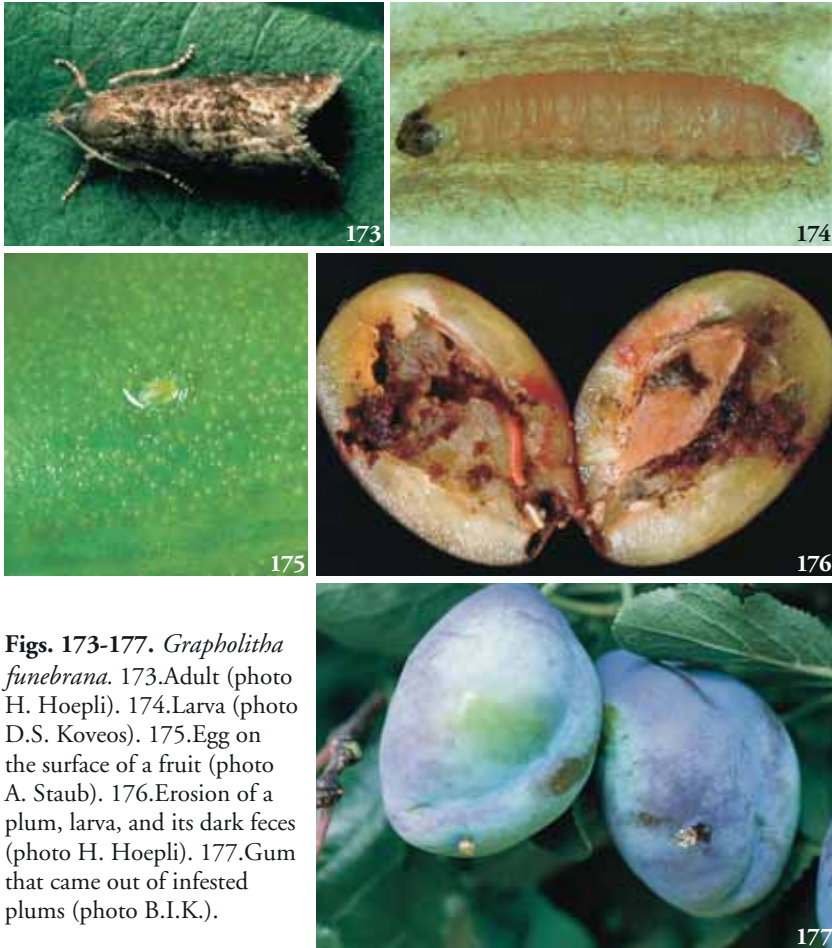 173
174
175
176
Figs. 173-177. Grapholitha
funebrana. 173.Adult (photo
H. Hoepli). 174.Larva (photo
D.S. Koveos). 175.Egg on
the surface of a fruit (photo
A. Staub). 176.Erosion of a
plum, larva, and its dark feces
(photo H. Hoepli). 177.Gum
that came out of infested
plums (photo B.I.K.).
177